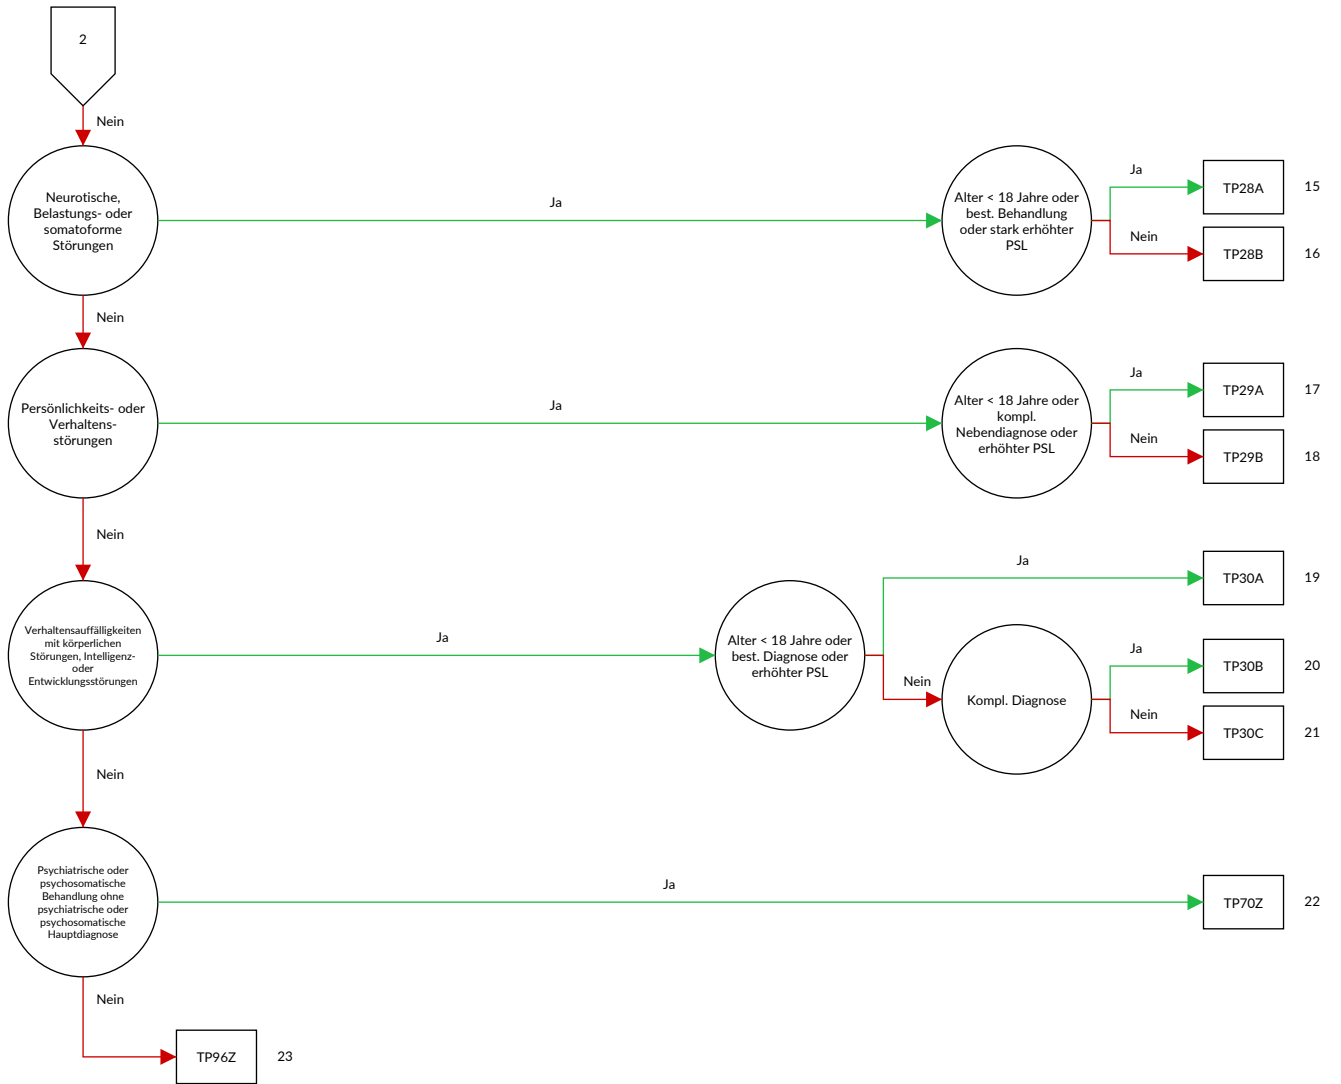 2
Nein
Neurotische,
Belastungs- oder
somatoforme
Störungen
Ja
Alter < 18 Jahre oder
best. Behandlung
oder stark erhöhter
PSL
Ja
TP28A
15
Nein
TP28B
16
Nein
Persönlichkeits- oder
Verhaltens-
störungen
Ja
Alter < 18 Jahre oder
kompl.
Nebendiagnose oder
erhöhter PSL
Ja
TP29A
17
Nein
TP29B
18
Nein
Verhaltensauffälligkeiten
mit körperlichen
Störungen, Intelligenz-
oder
Entwicklungsstörungen
Ja
Alter < 18 Jahre oder
best. Diagnose oder
erhöhter PSL
Ja
TP30A
19
Nein
Kompl. Diagnose
Ja
TP30B
20
Nein
TP30C
21
Nein
Psychiatrische oder
psychosomatische
Behandlung ohne
psychiatrische oder
psychosomatische
Hauptdiagnose
Ja
TP70Z
22
Nein
TP96Z
23